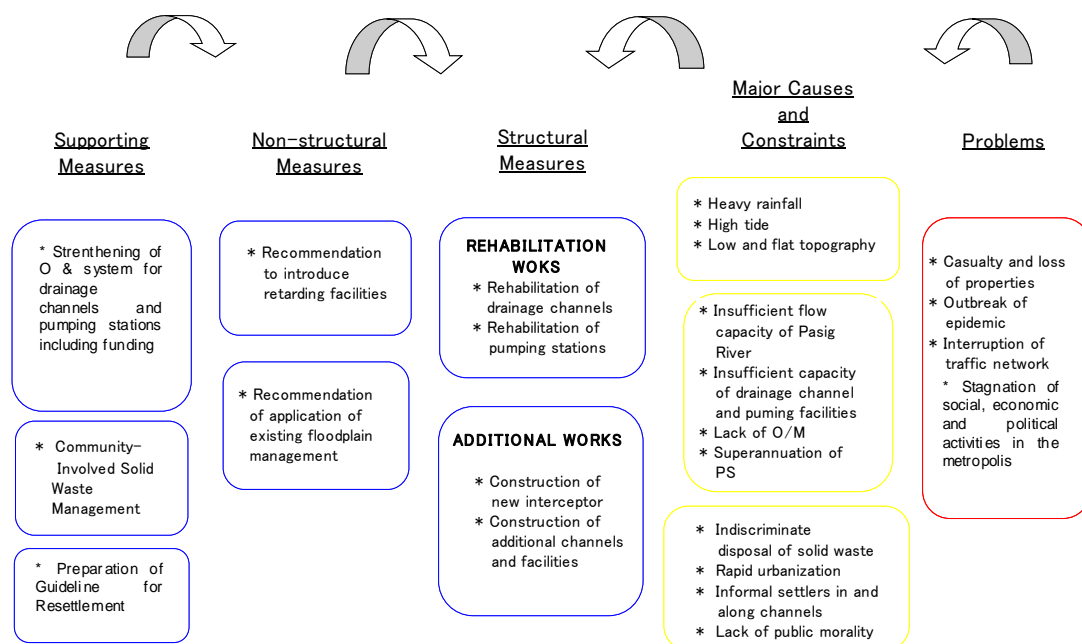 Supporting
Measures
* Strenthening of
O & system for
drainage
channels and
pumping stations
including funding
* Community-
Involved Solid
Waste
Management
* Preparation of
Guideline for
Resettlement
Non-structural
Measures
* Recommendation
to introduce
retarding facilities
* Recommendation
of application of
existing floodplain
management
Structural
Measures
REHABILITATION
WOKS
* Rehabilitation of
drainage channels
* Rehabilitation of
pumping stations
ADDITIONAL WORKS
* Construction of
new interceptor
* Construction of
additional channels
and facilities
Major Causes
and
Constraints
* Heavy rainfall
* High tide
* Low and flat topography
* Insufficient flow
capacity of Pasig
River
* Insufficient capacity
of drainage channel
and puming facilities
* Lack of O/M
* Superannuation of
PS
* Indiscriminate
disposal of solid waste
* Rapid urbanization
* Informal settlers in and
along channels
* Lack of public morality
Problems
* Casualty and loss
of properties
* Outbreak of
epidemic
* Interruption of
traffic network
* Stagnation of
social, economic
and political
activities in the
metropolis